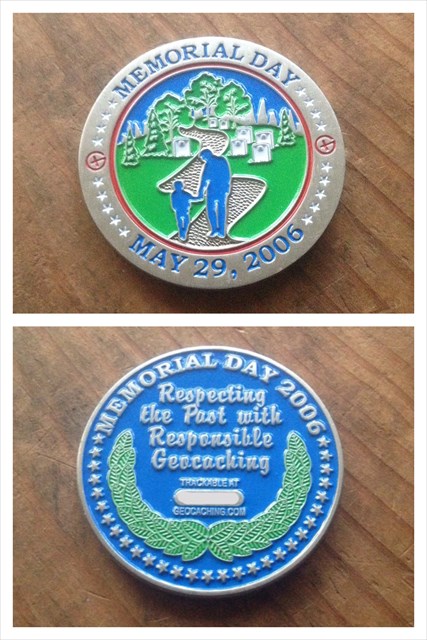 MEMORIAL DAY
MAY 29, 2006
MEMORIAL DAY 2006
Respecting
the Past with
Responsible
Geocaching
TRACKABLE AT
GEOCACHING.COM